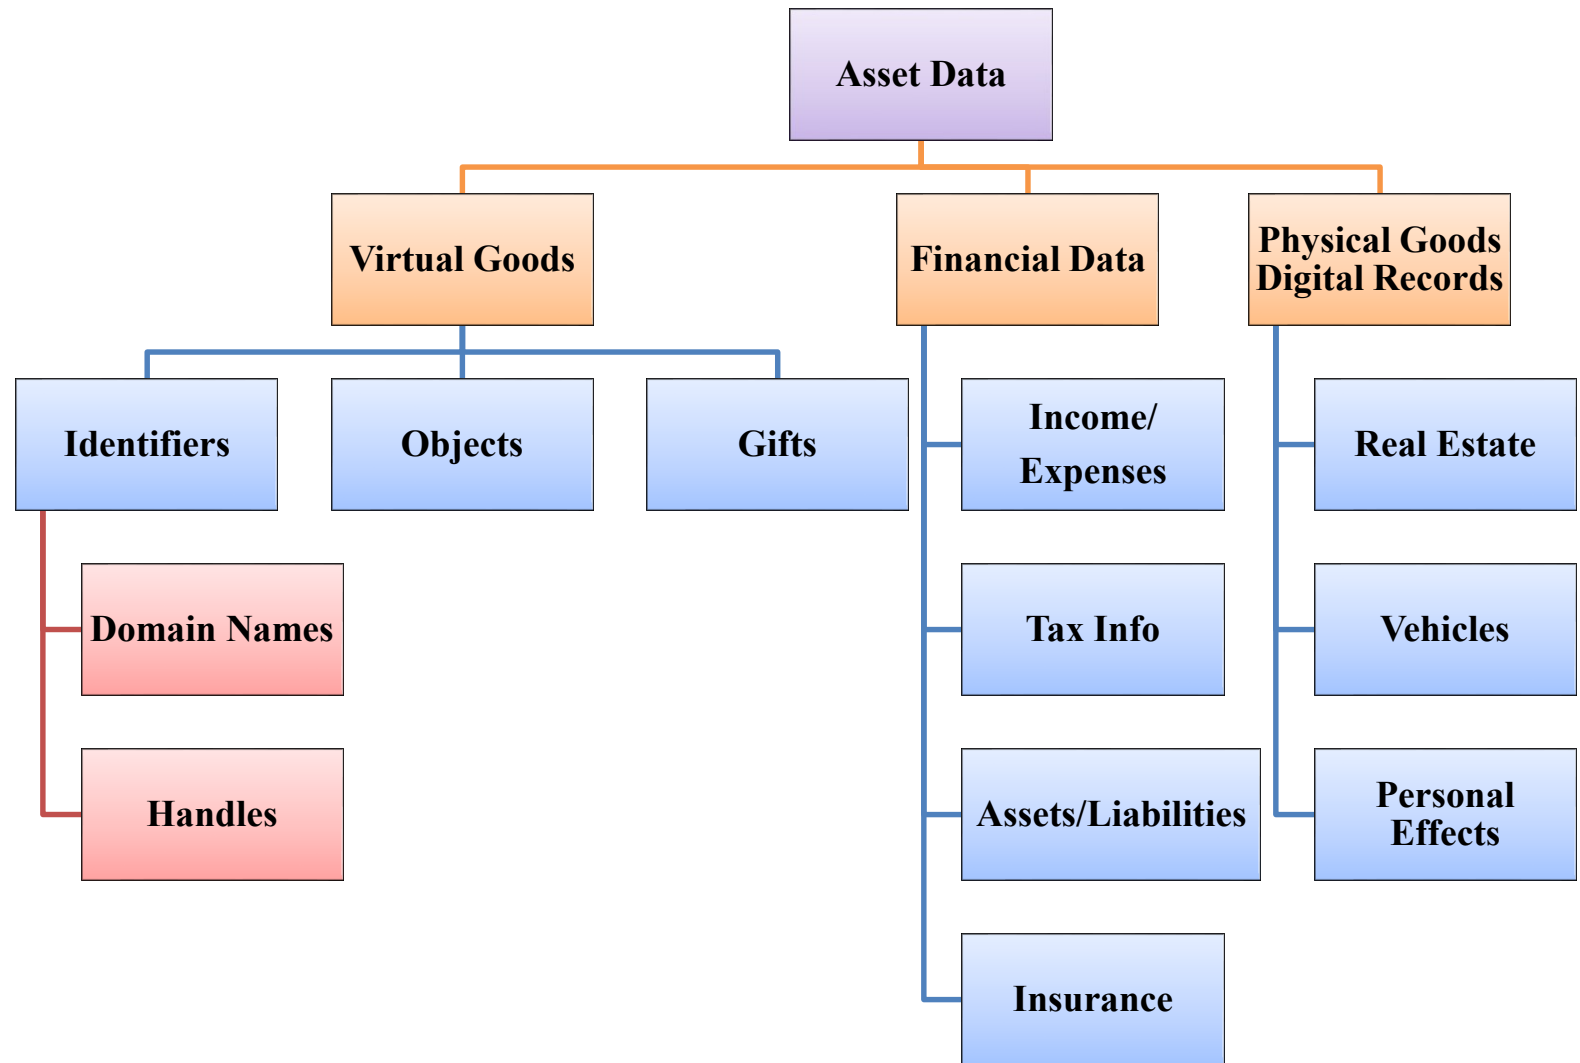 Asset Data
Virtual Goods
Financial Data
Physical Goods
Digital Records
Identifiers
Objects
Gifts
Income/
Expenses
Real Estate
Domain Names
Tax Info
Vehicles
Handles
Assets/Liabilities
Personal
Effects
Insurance